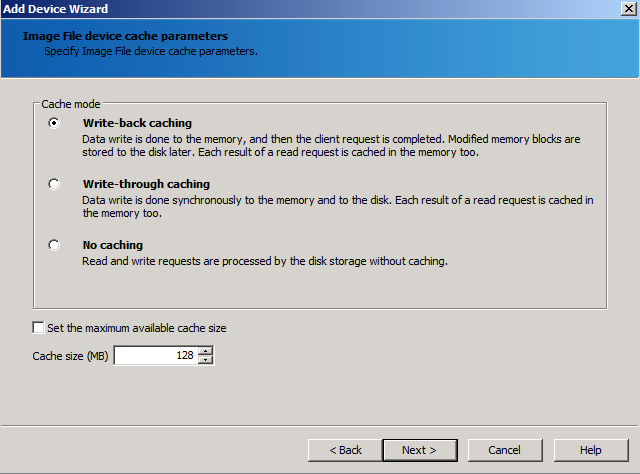 Add Device Wizard
Image File device cache parameters
Specify Image File device cache parameters.
Cache mode
Write-back caching
Data write is done to the memory, and then the client request is completed. Modified memory blocks are
stored to the disk later. Each result of a read request is cached in the memory too.
Write-through caching
Data write is done synchronously to the memory and to the disk. Each result of a read request is cached in
the memory too.
No caching
Read and write requests are processed by the disk storage without caching.
Set the maximum available cache size
Cache size (MB) 128
< Back Next > Cancel Help